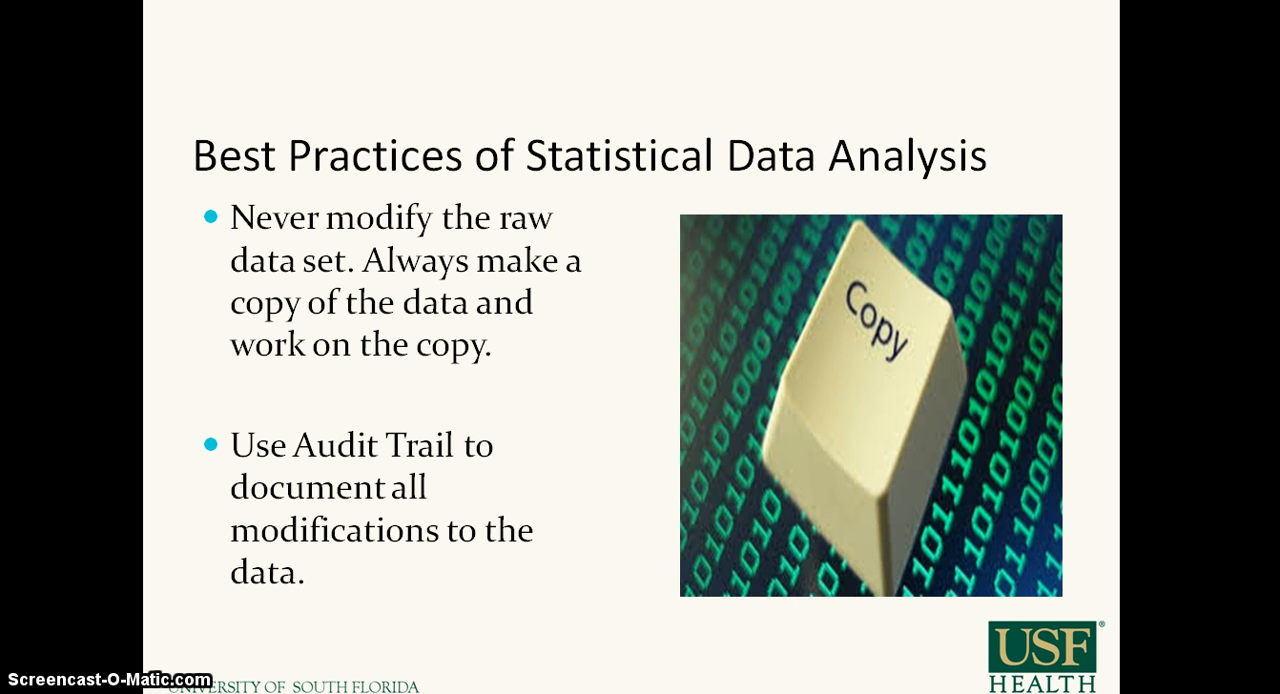 Best Practices of Statistical Data Analysis
Never modify the raw
data set. Always make a
copy of the data and
work on the copy.
Use Audit Trail to
document all
modifications to the
data.
Copy
USF
HEALTH
UNIVERSITY OF SOUTH FLORIDA
Screencast-O-Matic.com